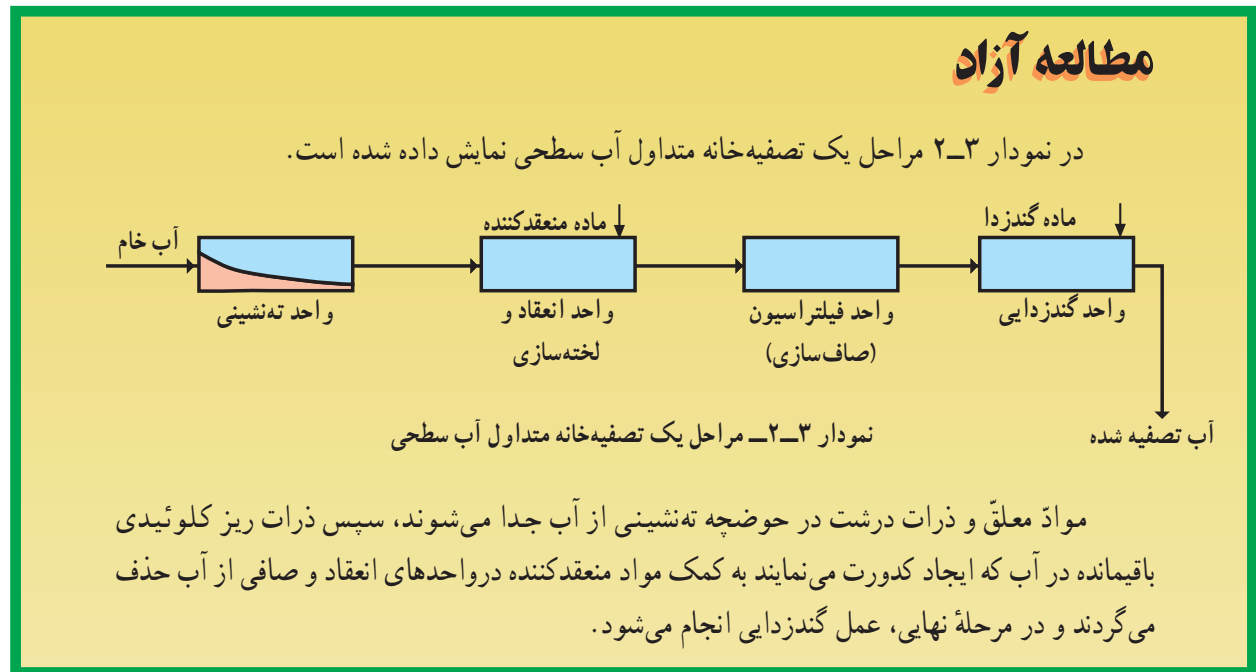 مطالعه آزاد
در نمودار ۳ــ۲ مراحل یک تصفیه‌خانه متداول آب سطحی نمایش داده شده است.
آب خام
ماده منعقدکننده
ماده گندزدا
واحد ته‌نشینی
واحد انعقاد و
لخته‌سازی
واحد فیلتراسیون
(صاف‌سازی)
واحد گندزدایی
آب تصفیه شده
نمودار ۳ــ۲ــ مراحل یک تصفیه‌خانه متداول آب سطحی
موادّ معلقّ و ذرات درشت در حوضچه ته‌نشینی از آب جدا می‌شوند، سپس ذرات ریز کلوئیدی
باقیمانده در آب که ایجاد کدورت می‌نمایند به کمک مواد منعقدکننده درواحدهای انعقاد و صافی از آب حذف
می‌گردند و در مرحلهٔ نهایی، عمل گندزدایی انجام می‌شود.